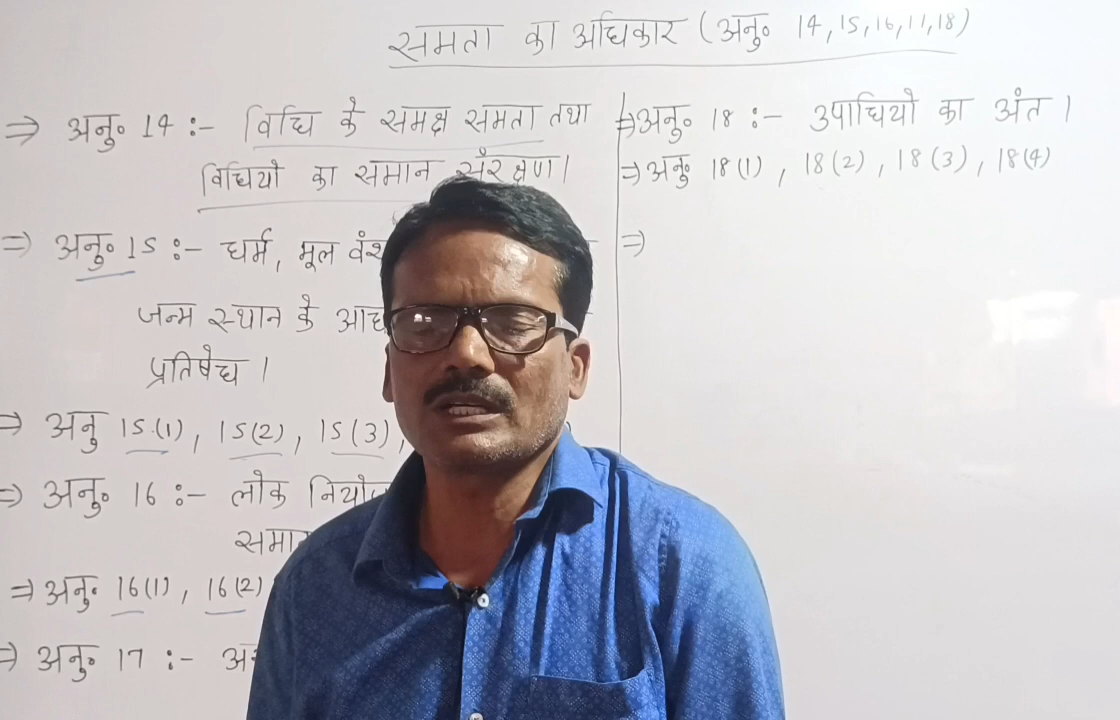 समता का अधिकार (अनु० 14,15,16,17,18)
⇒ अनु० 14 :- विधि के समक्ष समता तथा
विधियो का समान संरक्षण।
⇒ अनु० 15 :- धर्म, मूल वंश
जन्म स्थान के
प्रतिषेध।
⇒ अनु 15(1), 15(2), 15(3),
⇒ अनु० 16 :- लोक
⇒ अनु० 16(1), 16(2)
⇒ अनु० 17 :-
⇒ अनु० 18 :- उपाधियो का अंत।
⇒ अनु 18(1), 18(2), 18(3), 18(4)
⇒